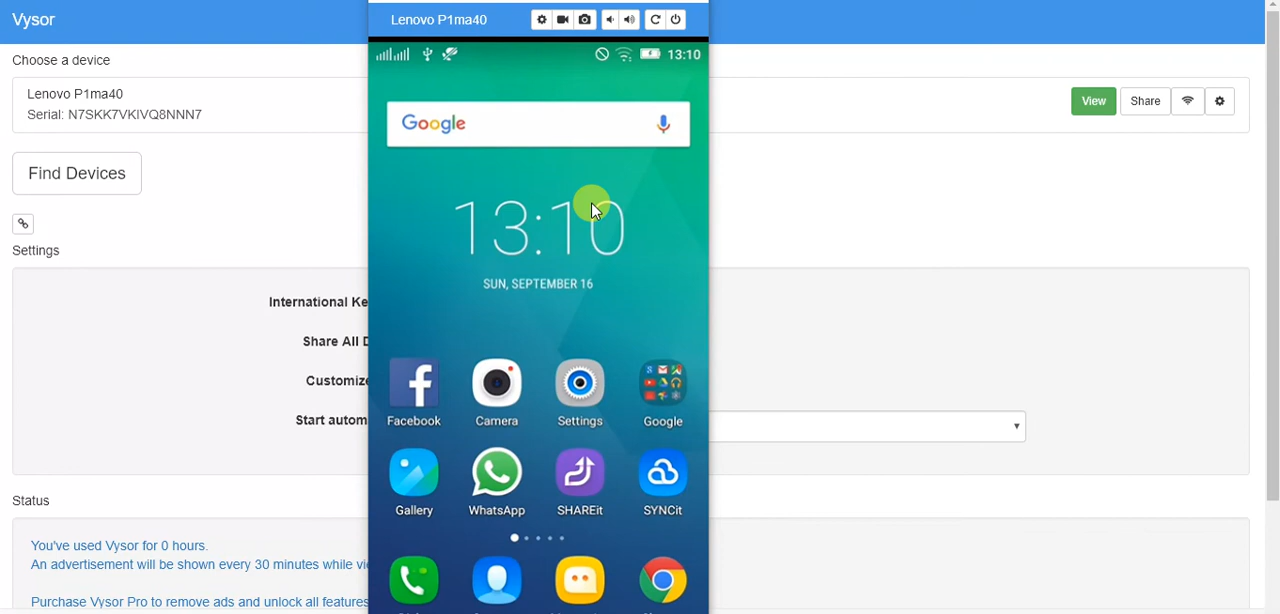 Vysor
Lenovo P1ma40
13:10
Choose a device
Lenovo P1ma40
Serial: N7SKK7VKIVQ8NNN7
View
Share
Google
Find Devices
13:10
SUN, SEPTEMBER 16
Settings
International Ke
Share All D
Customize
Start autom
Facebook
Camera
Settings
Google
Gallery
WhatsApp
SHAREit
SYNCit
Status
You've used Vysor for 0 hours.
An advertisement will be shown every 30 minutes while vi
Purchase Vysor Pro to remove ads and unlock all features